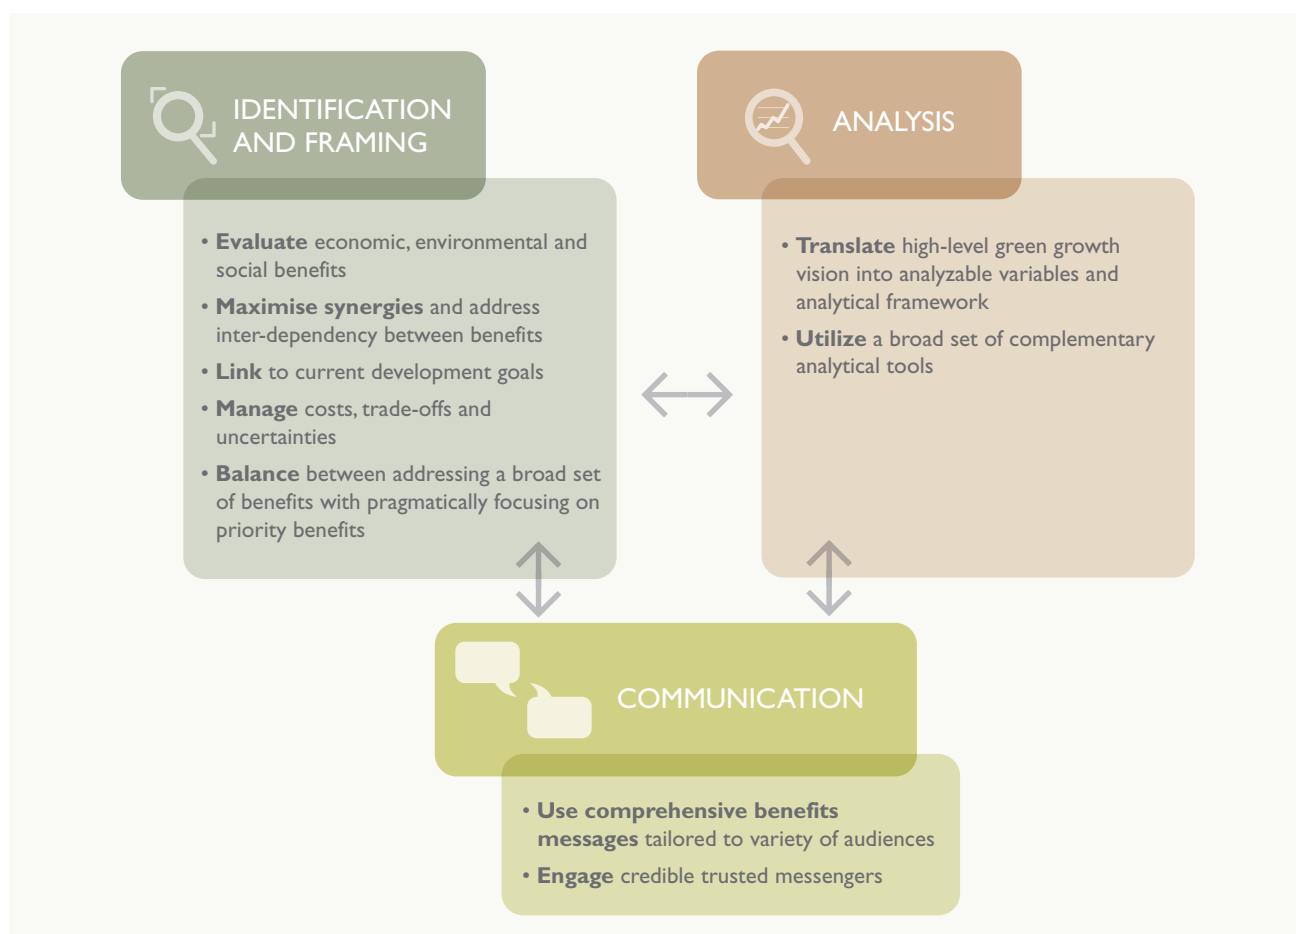 IDENTIFICATION
AND FRAMING
• Evaluate economic, environmental and
social benefits
• Maximise synergies and address
inter-dependency between benefits
• Link to current development goals
• Manage costs, trade-offs and
uncertainties
• Balance between addressing a broad set
of benefits with pragmatically focusing on
priority benefits
ANALYSIS
• Translate high-level green growth
vision into analyzable variables and
analytical framework
• Utilize a broad set of complementary
analytical tools
COMMUNICATION
• Use comprehensive benefits
messages tailored to variety of audiences
• Engage credible trusted messengers